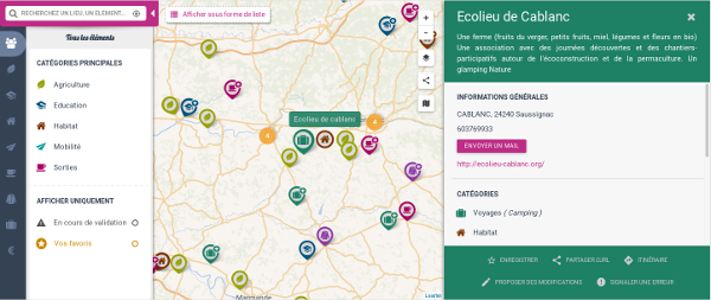 RECHERCHEZ UN LIEU, UN ÉLÉMENT...
Tous les éléments
CATÉGORIES PRINCIPALES
Agriculture
Education
Habitat
Mobilité
Sorties
AFFICHER UNIQUEMENT
En cours de validation
Vos favoris
Afficher sous forme de liste
Ecolieu de cablanc
4
4
Marmande
Leaflet
Ecolieu de Cablanc
Une ferme (fruits du verger, petits fruits, miel, légumes et fleurs en bio)
Une association avec des journées découvertes et des chantiers-
participatifs autour de l'écoconstruction et de la permaculture. Un
glamping Nature
INFORMATIONS GÉNÉRALES
CABLANC, 24240 Saussignac
603769933
ENVOYER UN MAIL
http://ecolieu-cablanc.org/
CATÉGORIES
Voyages ( Camping )
Habitat
ENREGISTRER
PARTAGER L'URL
ITINÉRAIRE
PROPOSER DES MODIFICATIONS
SIGNALER UNE ERREUR